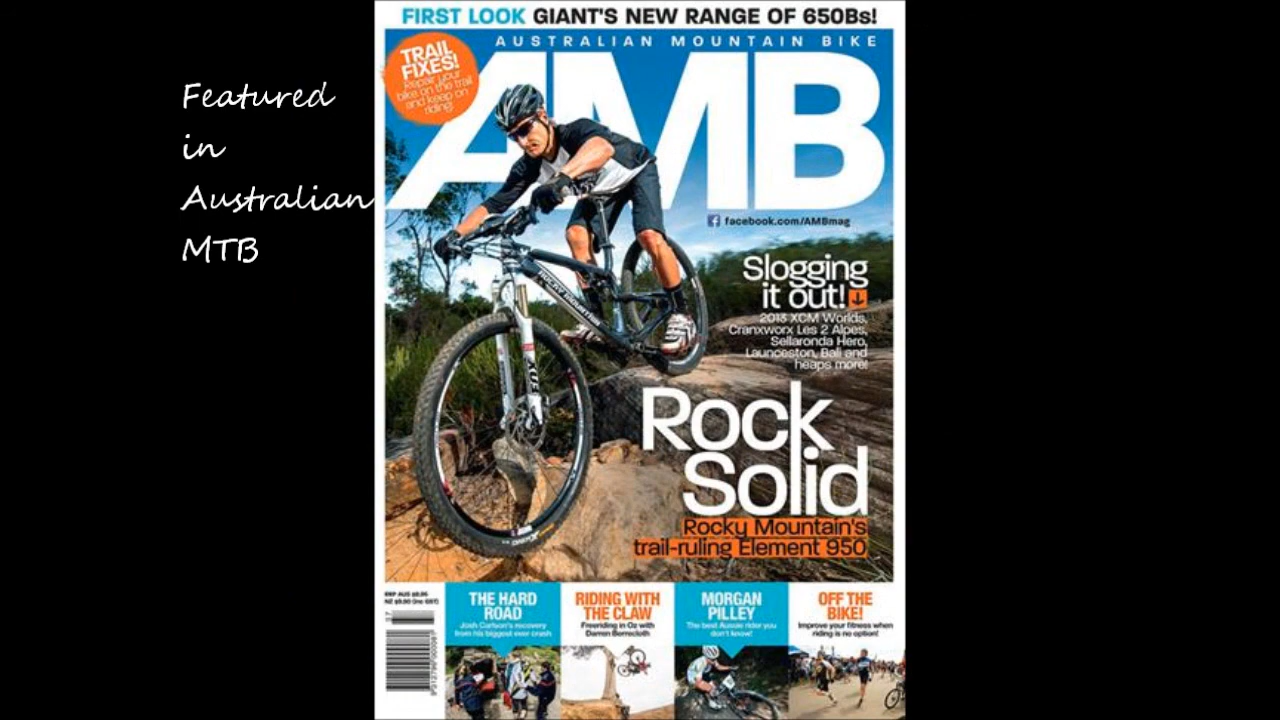 Featured
in
Australian
MTB
FIRST LOOK GIANT'S NEW RANGE OF 650Bs!
AUSTRALIAN MOUNTAIN BIKE
AMB
TRAIL
FIXES!
Repair your
bike on the trail
and keep on
riding!
facebook.com/AMBmag
Slogging
it out!
2013 XCM Worlds,
Cranxworx Les 2 Alpes,
Sellaronda Hero,
Launceston, Bali and
heaps more!
ROCKY MOUNTAIN
FOX
Rock
Solid
Rocky Mountain's
trail-ruling Element 950
RRP AUS $8.95
THE HARD
ROAD
Josh Carlson's recovery
from his biggest ever crash
RIDING WITH
THE CLAW
Freeriding in Oz with
Darren Berrecloth
MORGAN
PILLEY
The best Aussie rider you
don't know!
OFF THE
BIKE!
Improve your fitness when
riding is no option!